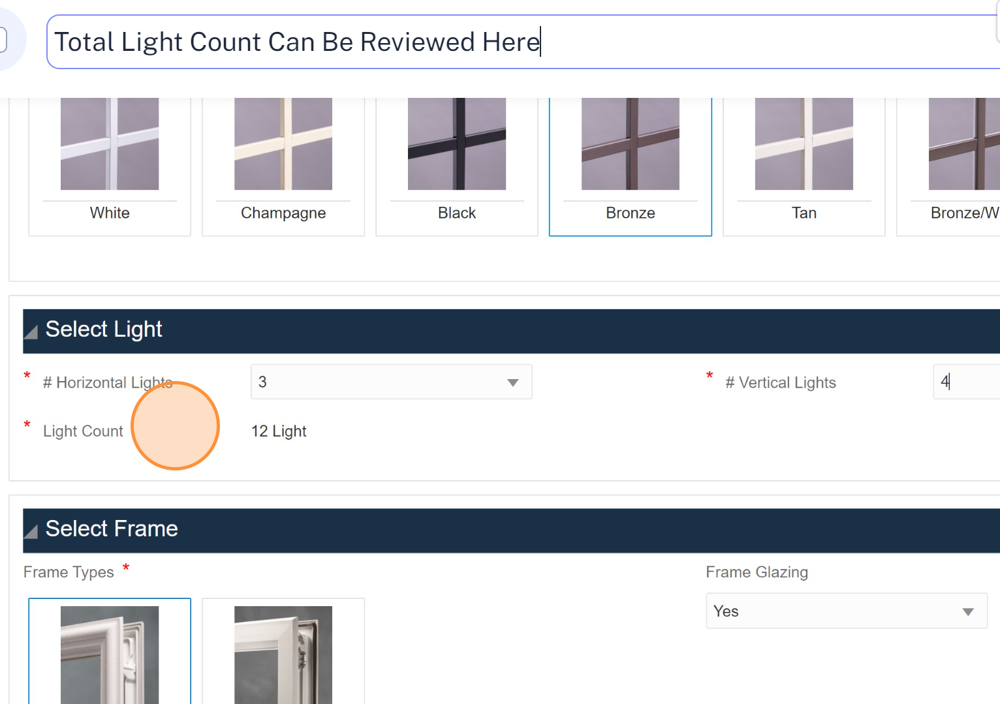 Total Light Count Can Be Reviewed Here
White
Champagne
Black
Bronze
Tan
Bronze/W
Select Light
* # Horizontal Lights
3
* # Vertical Lights
4
* Light Count
12 Light
Select Frame
Frame Types *
Frame Glazing
Yes